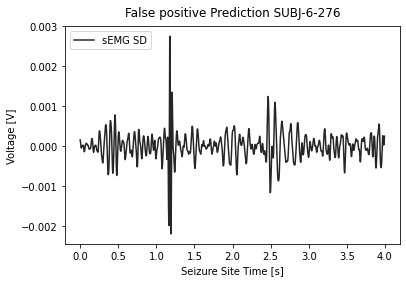 False positive Prediction SUBJ-6-276
sEMG SD
Voltage [V]
0.003
0.002
0.001
0.000
−0.001
−0.002
0.0 0.5 1.0 1.5 2.0 2.5 3.0 3.5 4.0
Seizure Site Time [s]